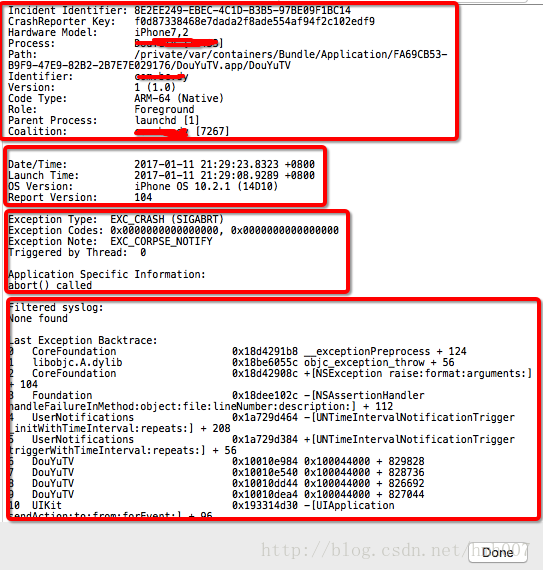 Incident Identifier: 8E2EE249-EBEC-4C1D-B3B5-97BE09F1BC14
CrashReporter Key:   f0d87338468e7dada2f8ade554af94f2c102edf9
Hardware Model:      iPhone7,2
Process:
Path:                /private/var/containers/Bundle/Application/FA69CB53-
B9F9-47E9-82B2-2B7E7E029176/DouYuTV.app/DouYuTV
Identifier:
Version:             1 (1.0)
Code Type:           ARM-64 (Native)
Role:                Foreground
Parent Process:      launchd [1]
Coalition:           [7267]
Date/Time:           2017-01-11 21:29:23.8323 +0800
Launch Time:         2017-01-11 21:29:08.9289 +0800
OS Version:          iPhone OS 10.2.1 (14D10)
Report Version:      104
Exception Type:  EXC_CRASH (SIGABRT)
Exception Codes: 0x0000000000000000, 0x0000000000000000
Exception Note:  EXC_CORPSE_NOTIFY
Triggered by Thread:  0
Application Specific Information:
abort() called
Filtered syslog:
None found
Last Exception Backtrace:
0   CoreFoundation                0x18d4291b8 __exceptionPreprocess + 124
1   libobjc.A.dylib               0x18be6055c objc_exception_throw + 56
2   CoreFoundation                0x18d42908c +[NSException raise:format:arguments:]
+ 104
3   Foundation                    0x18dee102c -[NSAssertionHandler
handleFailureInMethod:object:file:lineNumber:description:] + 112
4   UserNotifications             0x1a729d464 -[UNTimeIntervalNotificationTrigger
_initWithTimeInterval:repeats:] + 208
5   UserNotifications             0x1a729d384 +[UNTimeIntervalNotificationTrigger
triggerWithTimeInterval:repeats:] + 56
6   DouYuTV                       0x10010e984 0x100044000 + 829828
7   DouYuTV                       0x10010e540 0x100044000 + 828736
8   DouYuTV                       0x10010dd44 0x100044000 + 826692
9   DouYuTV                       0x10010dea4 0x100044000 + 827044
10  UIKit                         0x193314d30 -[UIApplication
sendAction:to:from:forEvent:] + 96
Done